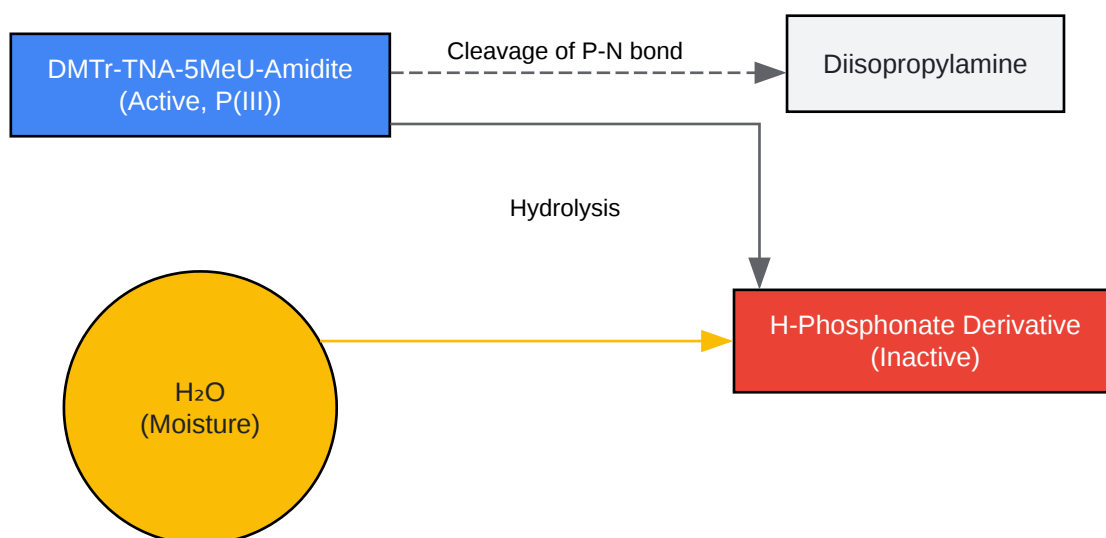 DMTr-TNA-5MeU-Amidite
(Active, P(III))
Cleavage of P-N bond
Diisopropylamine
Hydrolysis
H-Phosphonate Derivative
(Inactive)
H₂O
(Moisture)